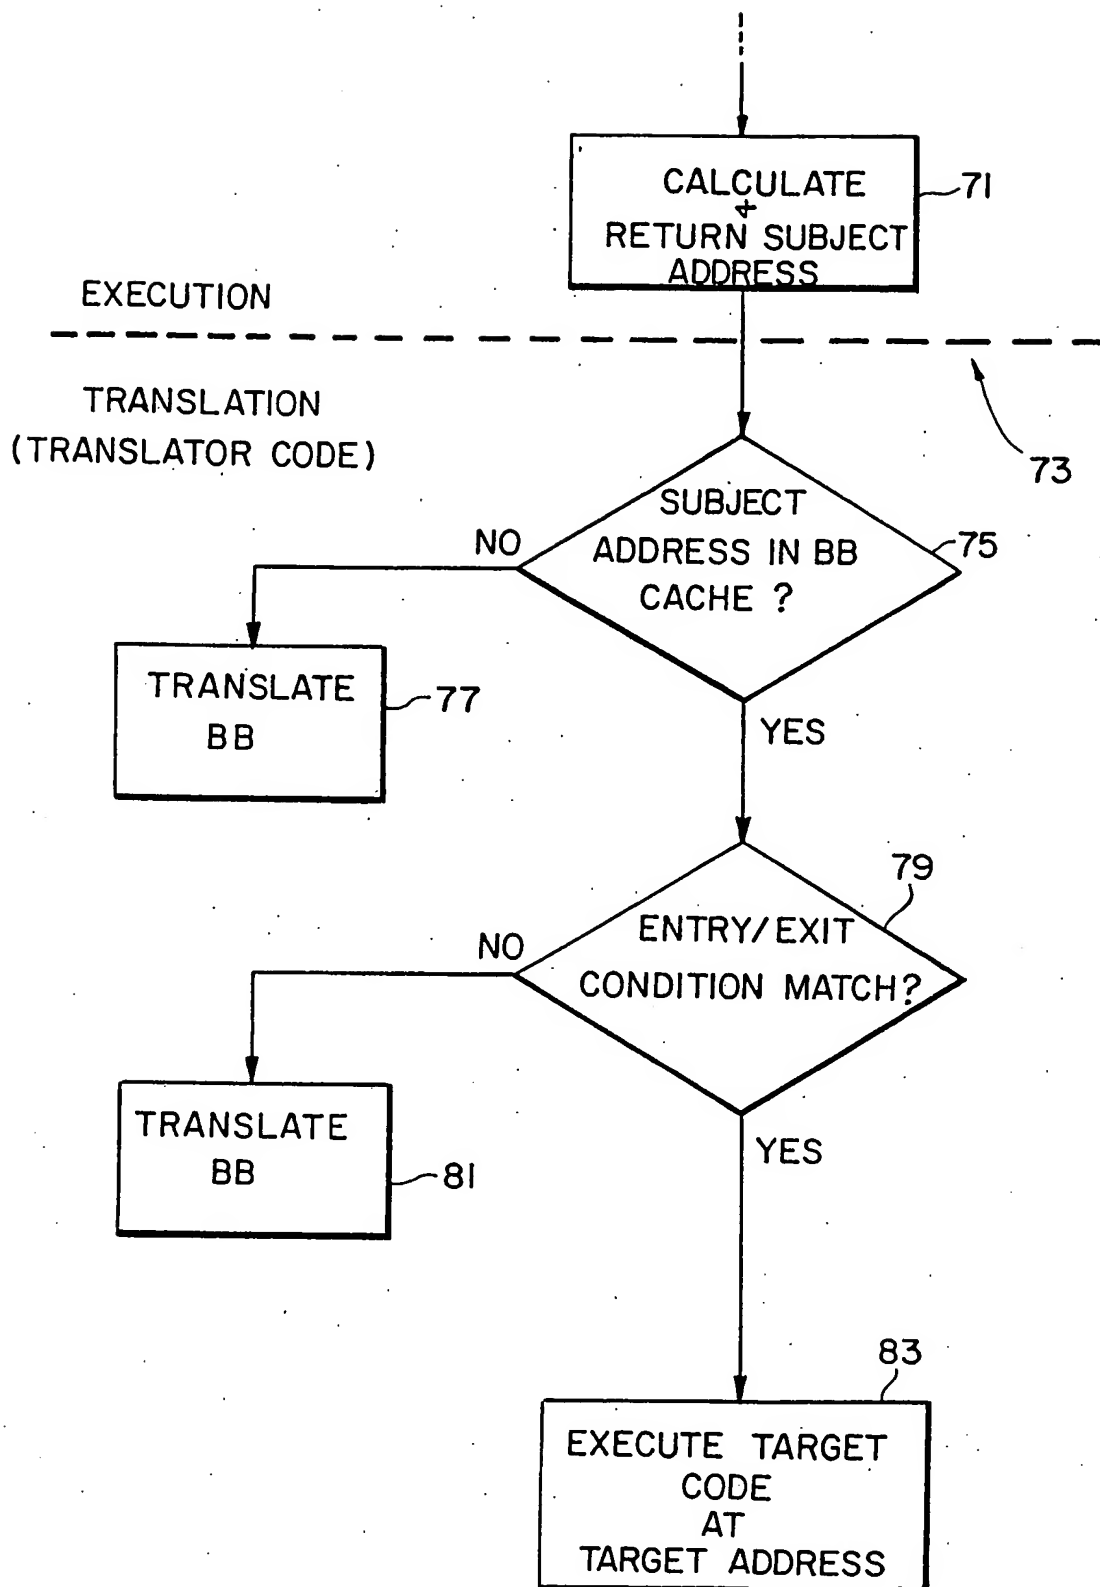 CALCULATE
&
RETURN SUBJECT
ADDRESS
71
EXECUTION
TRANSLATION
(TRANSLATOR CODE)
73
SUBJECT
ADDRESS IN BB
CACHE ?
75
NO
TRANSLATE
BB
77
YES
79
ENTRY/EXIT
CONDITION MATCH?
NO
TRANSLATE
BB
81
YES
83
EXECUTE TARGET
CODE
AT
TARGET ADDRESS